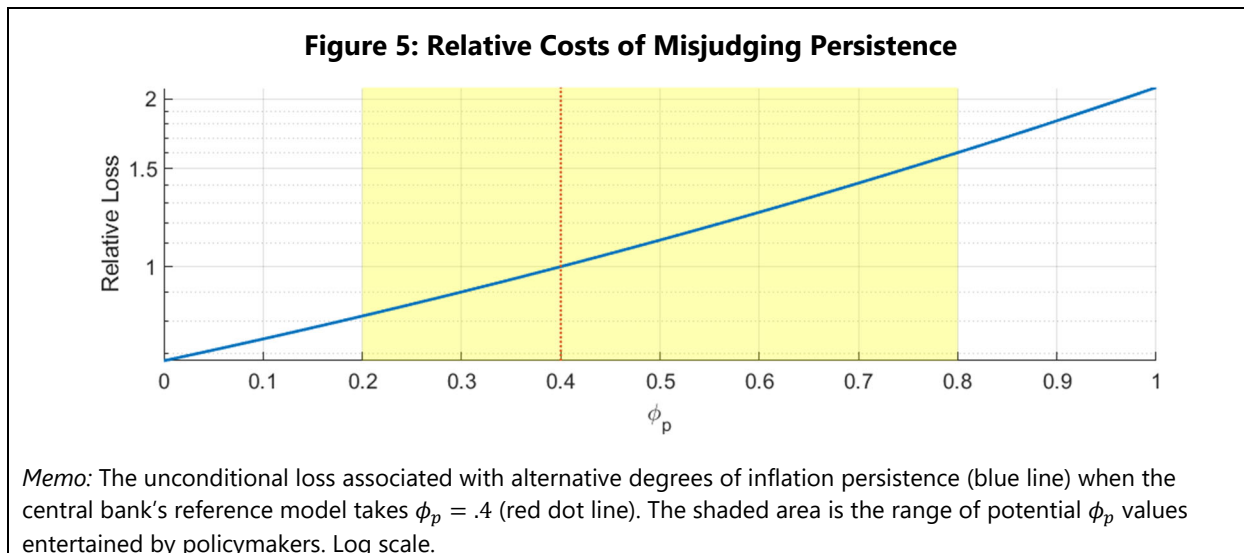 Figure 5: Relative Costs of Misjudging Persistence
2
1.5
1
Relative Loss
0 0.1 0.2 0.3 0.4 0.5 0.6 0.7 0.8 0.9 1
ϕp
Memo: The unconditional loss associated with alternative degrees of inflation persistence (blue line) when the
central bank's reference model takes ϕp = .4 (red dot line). The shaded area is the range of potential ϕp values
entertained by policymakers. Log scale.